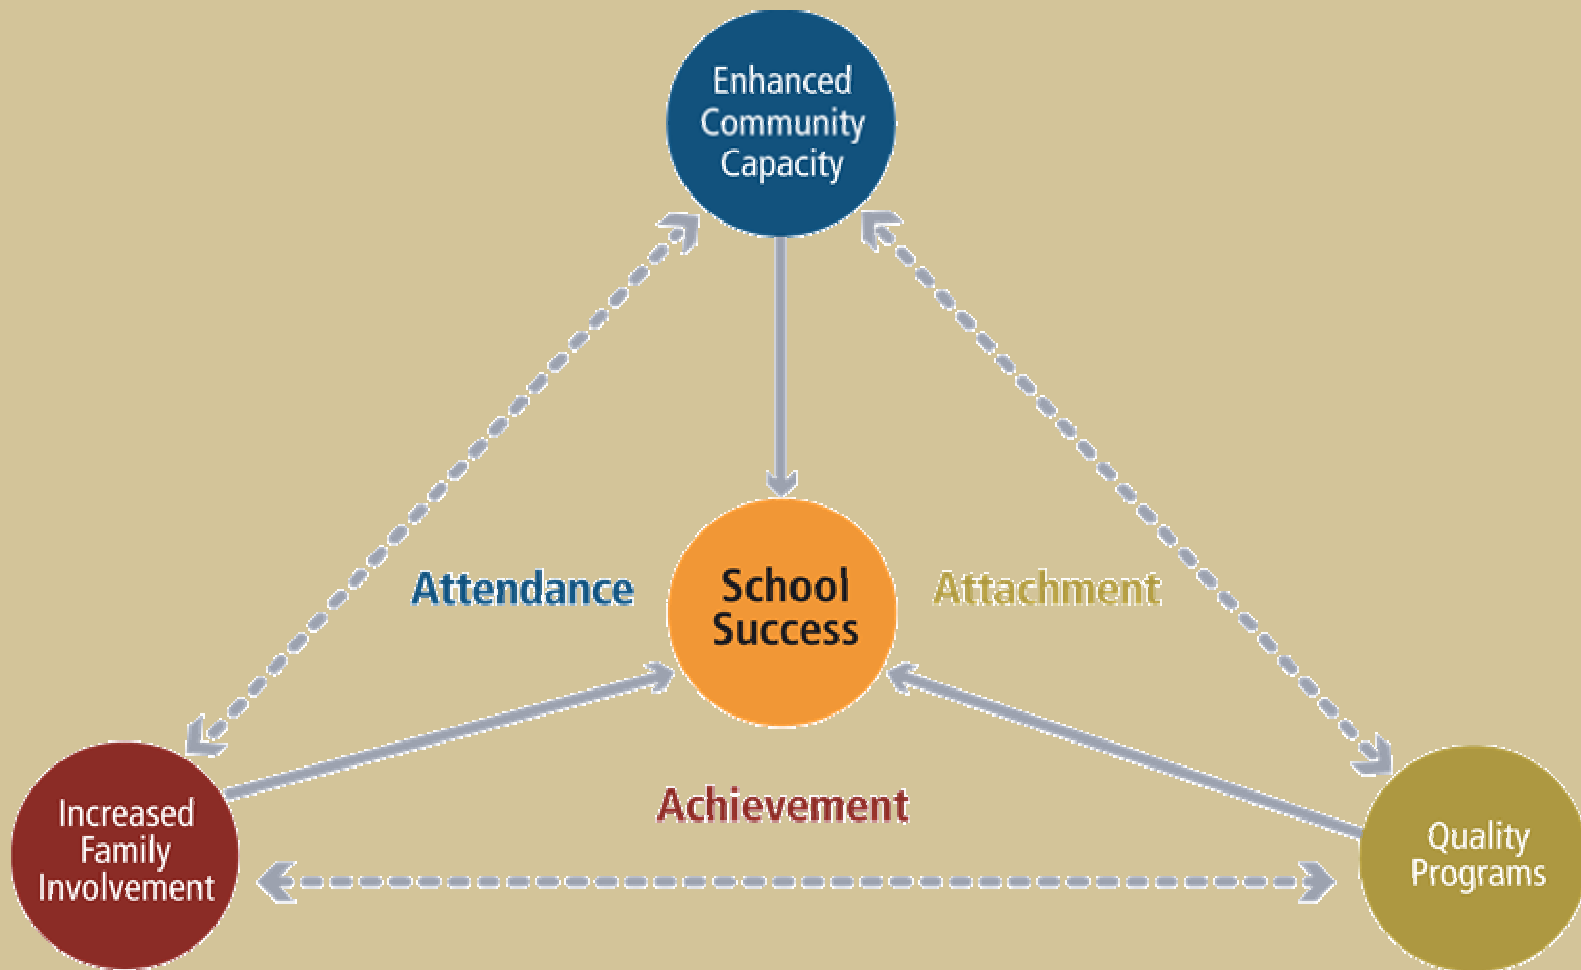 Enhanced
Community
Capacity
Attendance
School
Success
Attachment
Achievement
Increased
Family
Involvement
Quality
Programs